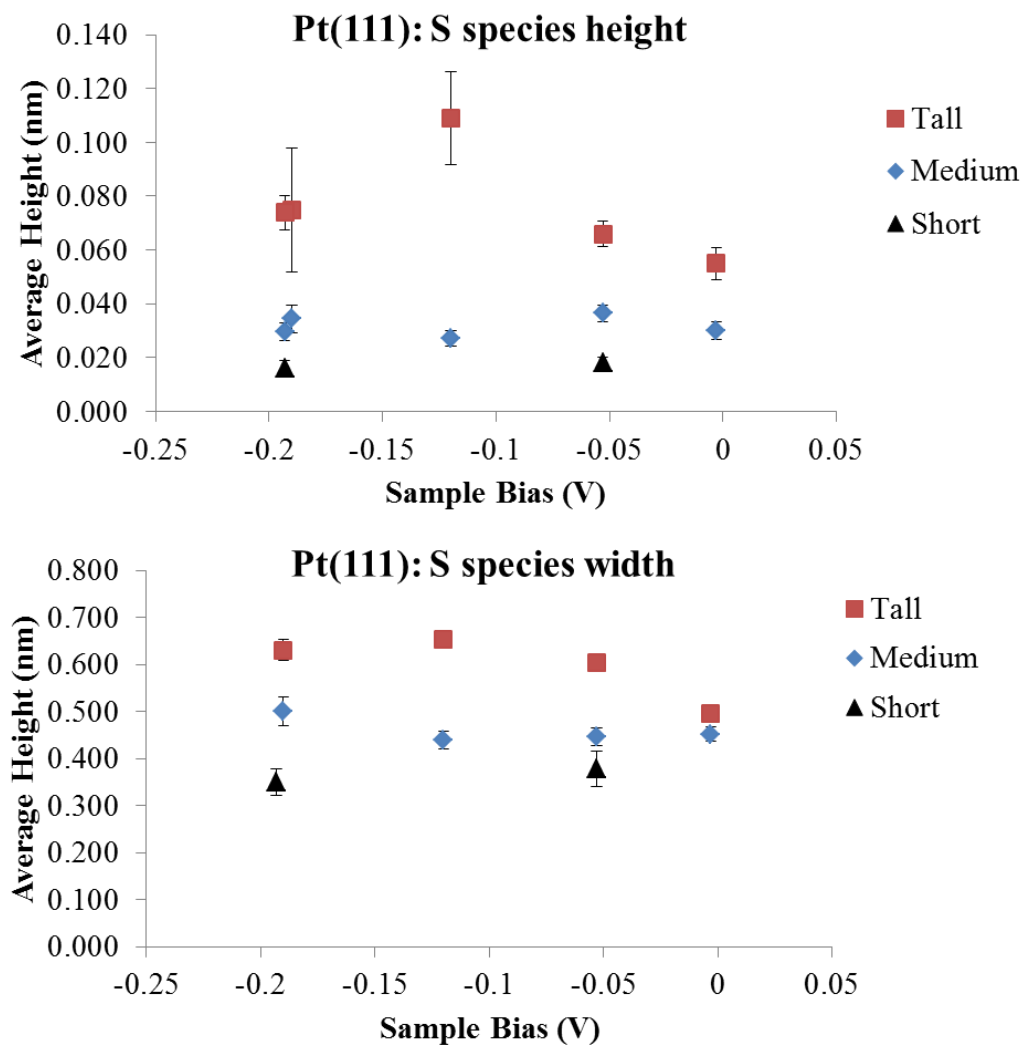 Pt(111): S species height
Average Height (nm)
0.140
0.120
0.100
0.080
0.060
0.040
0.020
0.000
-0.25
-0.2
-0.15
-0.1
-0.05
0
0.05
Sample Bias (V)
Tall
Medium
Short
Pt(111): S species width
Average Height (nm)
0.800
0.700
0.600
0.500
0.400
0.300
0.200
0.100
0.000
-0.25
-0.2
-0.15
-0.1
-0.05
0
0.05
Sample Bias (V)
Tall
Medium
Short